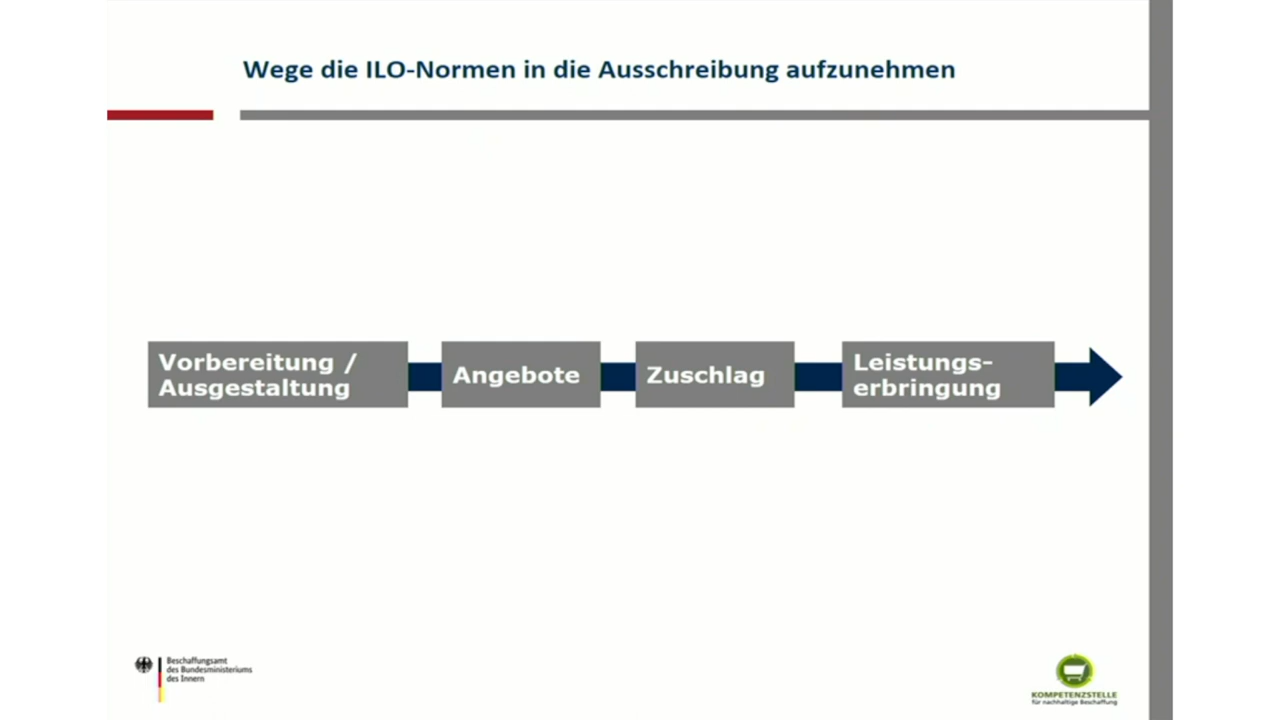 Wege die ILO-Normen in die Ausschreibung aufzunehmen
Vorbereitung /
Ausgestaltung
Angebote
Zuschlag
Leistungs-
erbringung
Beschaffungsamt
des Bundesministeriums
des Innern
KOMPETENZSTELLE
für nachhaltige Beschaffung